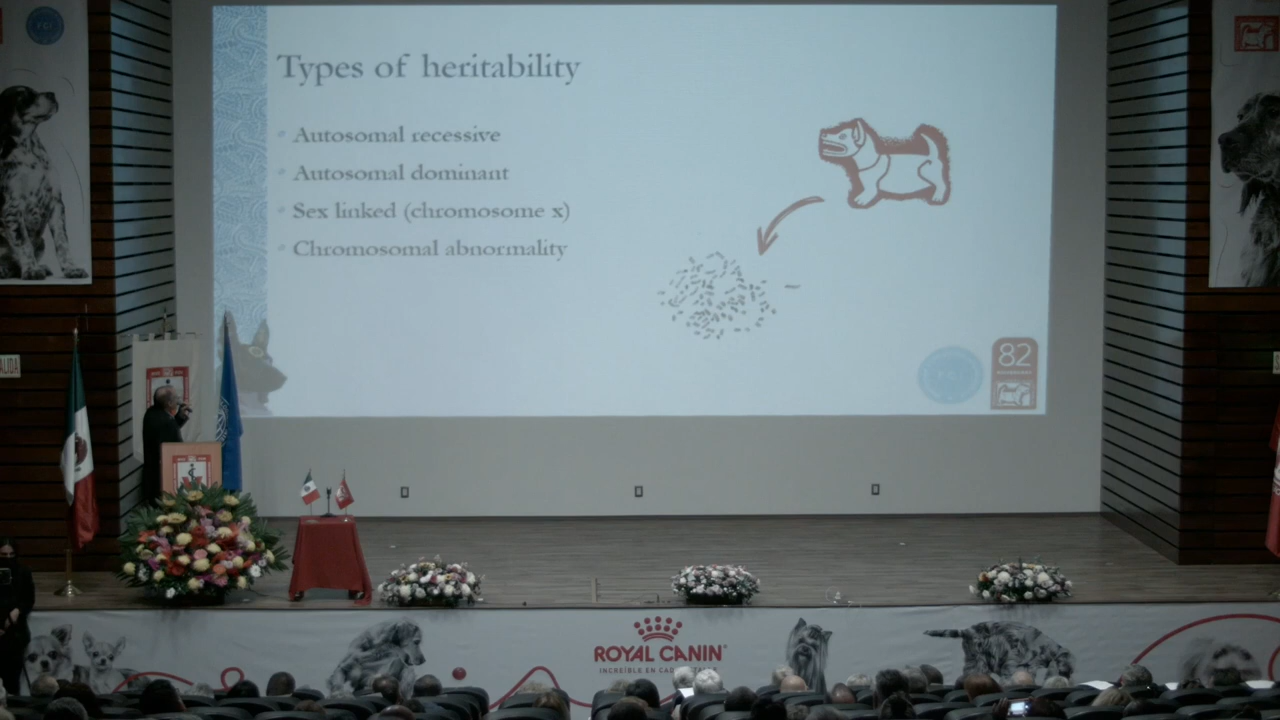 Types of heritability
Autosomal recessive
Autosomal dominant
Sex linked (chromosome x)
Chromosomal abnormality
82
ROYAL CANIN